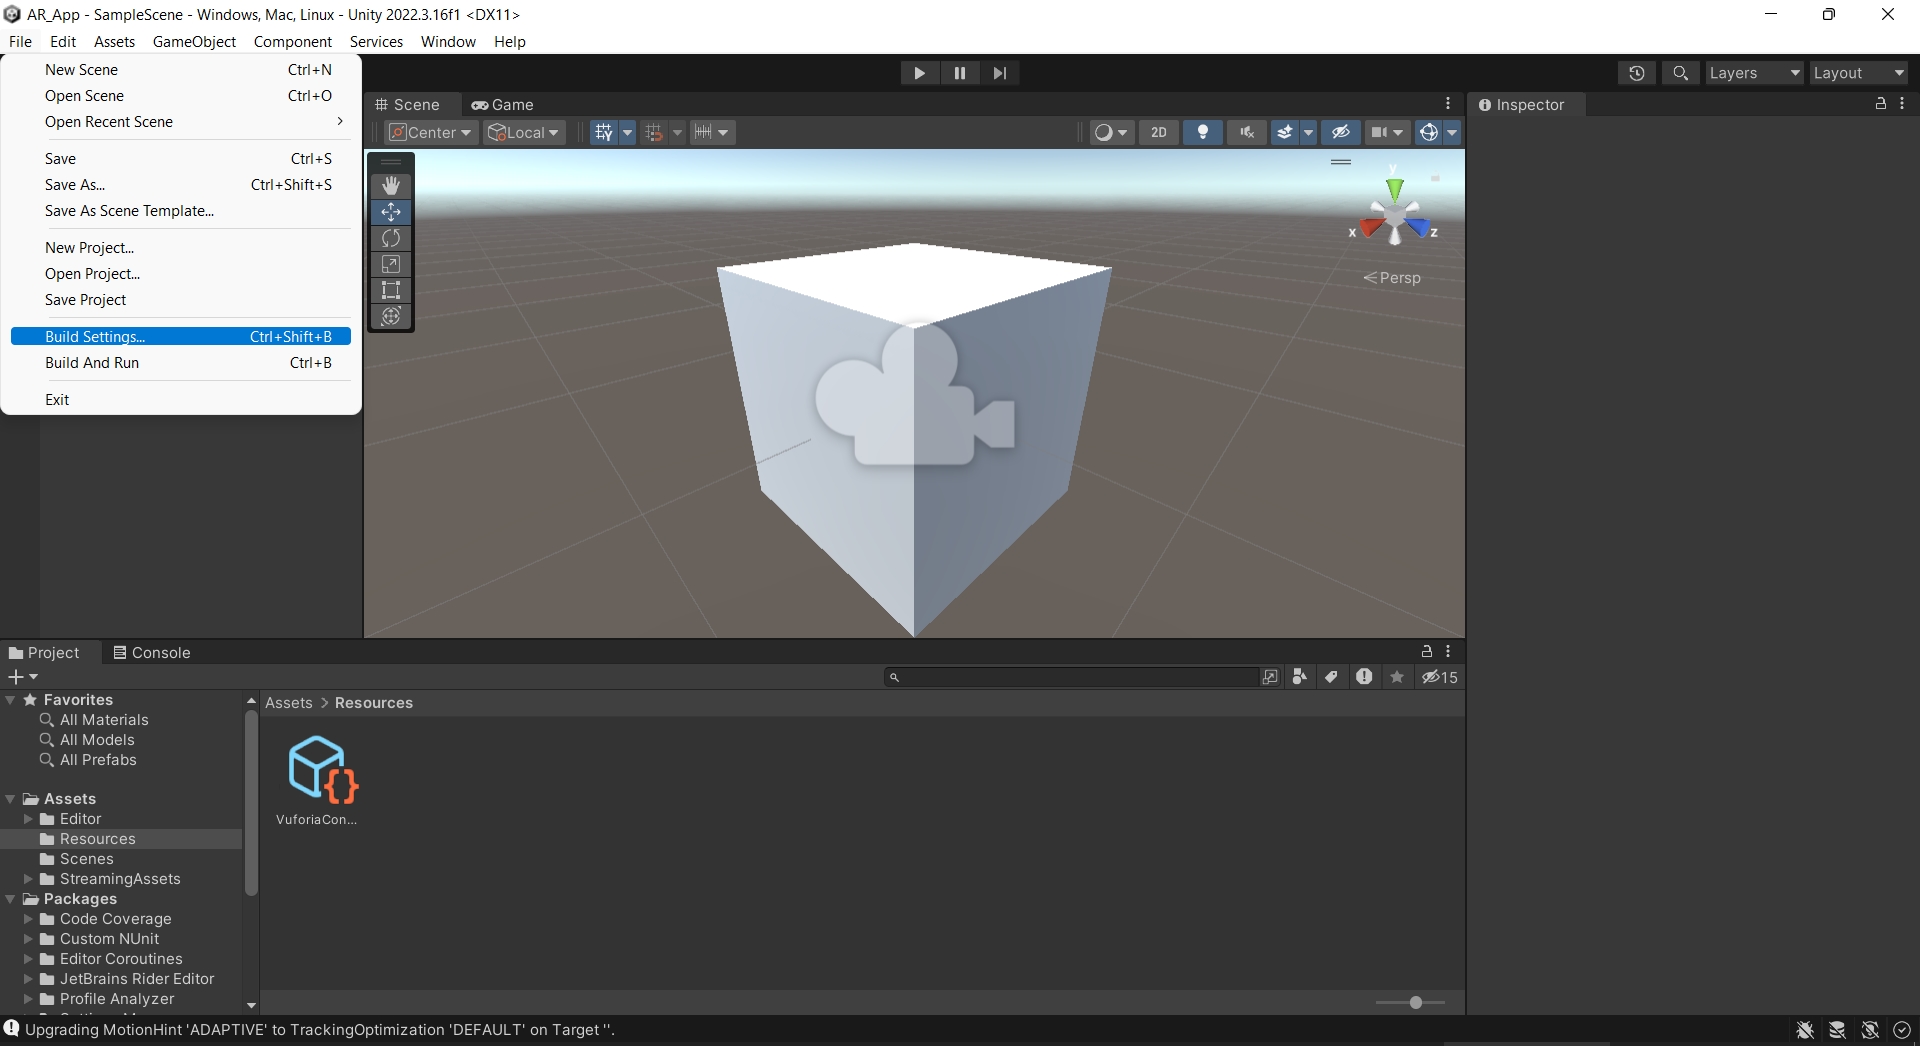 AR_App - SampleScene - Windows, Mac, Linux - Unity 2022.3.16f1 <DX11>
File Edit Assets GameObject Component Services Window Help
New Scene Ctrl+N
Open Scene Ctrl+O
Open Recent Scene
Save Ctrl+S
Save As... Ctrl+Shift+S
Save As Scene Template...
New Project...
Open Project...
Save Project
Build Settings... Ctrl+Shift+B
Build And Run Ctrl+B
Exit
Layers Layout
Scene Game
Inspector
Center Local 2D
y
x z
Persp
Project Console
15
Favorites
All Materials
All Models
All Prefabs
Assets
Editor
Resources
Scenes
StreamingAssets
Packages
Code Coverage
Custom NUnit
Editor Coroutines
JetBrains Rider Editor
Profile Analyzer
Assets > Resources
VuforiaCon...
Upgrading MotionHint 'ADAPTIVE' to TrackingOptimization 'DEFAULT' on Target ''.